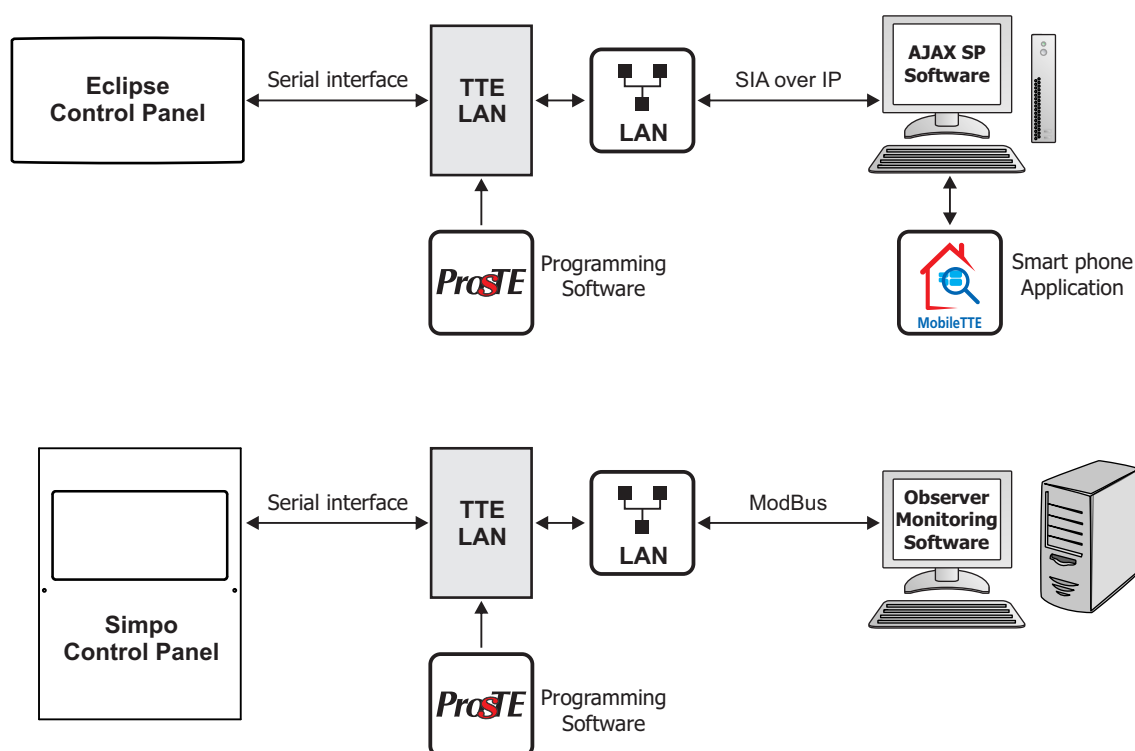 Eclipse
Control Panel
Serial interface
TTE
LAN
LAN
SIA over IP
AJAX SP
Software
ProsTE
Programming
Software
MobileTTE
Smart phone
Application
Simpo
Control Panel
Serial interface
TTE
LAN
LAN
ModBus
Observer
Monitoring
Software
ProsTE
Programming
Software